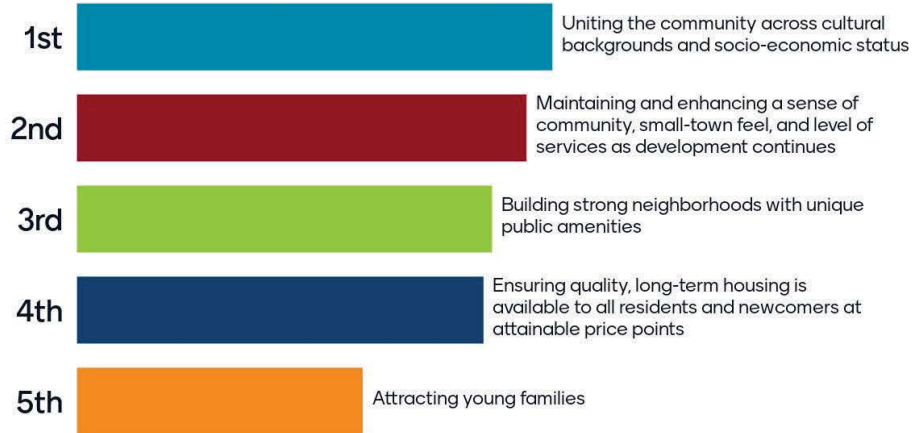 1st
Uniting the community across cultural
backgrounds and socio-economic status
2nd
Maintaining and enhancing a sense of
community, small-town feel, and level of
services as development continues
3rd
Building strong neighborhoods with unique
public amenities
4th
Ensuring quality, long-term housing is
available to all residents and newcomers at
attainable price points
5th
Attracting young families